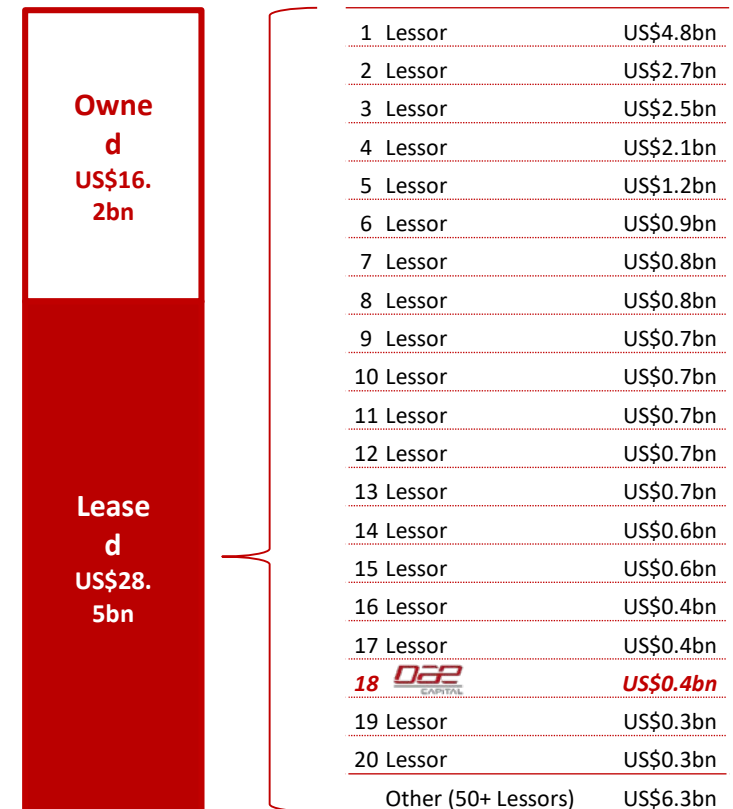 Owne
d
US$16.
2bn
Lease
d
US$28.
5bn
1 Lessor US$4.8bn
2 Lessor US$2.7bn
3 Lessor US$2.5bn
4 Lessor US$2.1bn
5 Lessor US$1.2bn
6 Lessor US$0.9bn
7 Lessor US$0.8bn
8 Lessor US$0.8bn
9 Lessor US$0.7bn
10 Lessor US$0.7bn
11 Lessor US$0.7bn
12 Lessor US$0.7bn
13 Lessor US$0.7bn
14 Lessor US$0.6bn
15 Lessor US$0.6bn
16 Lessor US$0.4bn
17 Lessor US$0.4bn
18 DAE CAPITAL US$0.4bn
19 Lessor US$0.3bn
20 Lessor US$0.3bn
Other (50+ Lessors) US$6.3bn